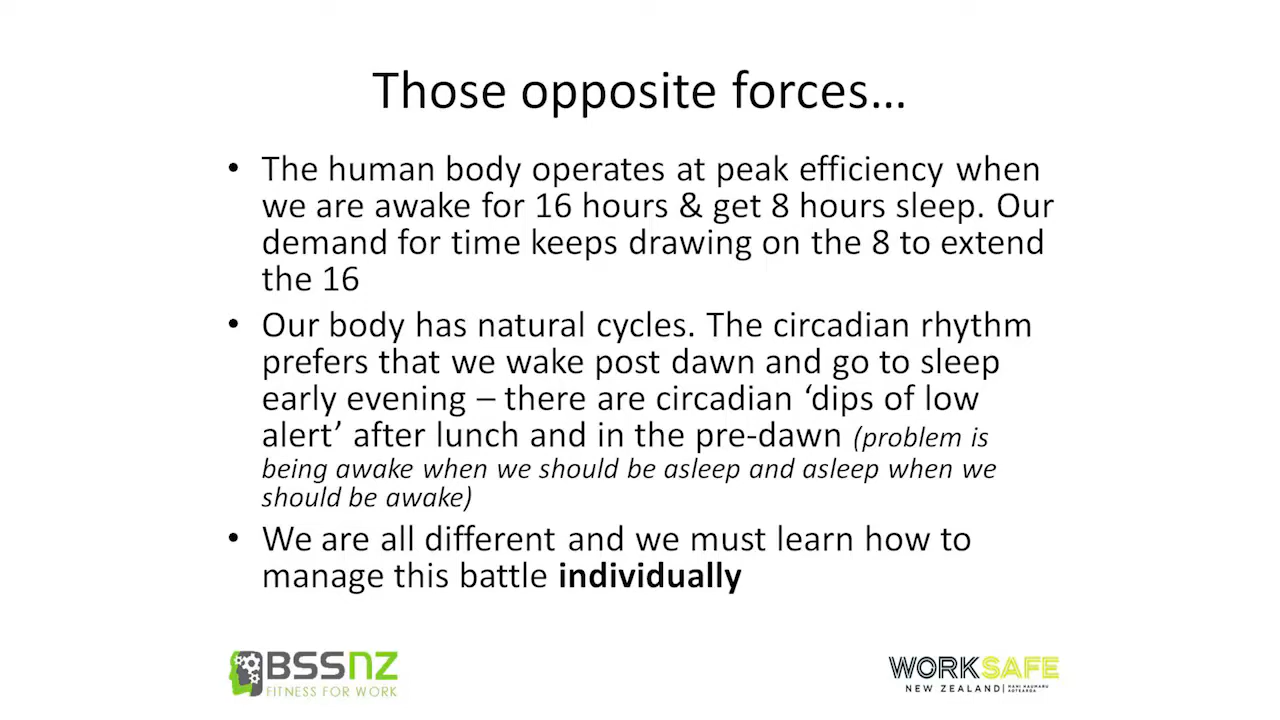 Those opposite forces…
• The human body operates at peak efficiency when
we are awake for 16 hours & get 8 hours sleep. Our
demand for time keeps drawing on the 8 to extend
the 16
• Our body has natural cycles. The circadian rhythm
prefers that we wake post dawn and go to sleep
early evening – there are circadian ‘dips of low
alert’ after lunch and in the pre-dawn (problem is
being awake when we should be asleep and asleep when we
should be awake)
• We are all different and we must learn how to
manage this battle individually
BSSNZ
FITNESS FOR WORK
WORKSAFE
NEW ZEALAND | MAHI HAUMARU
AOTEAROA